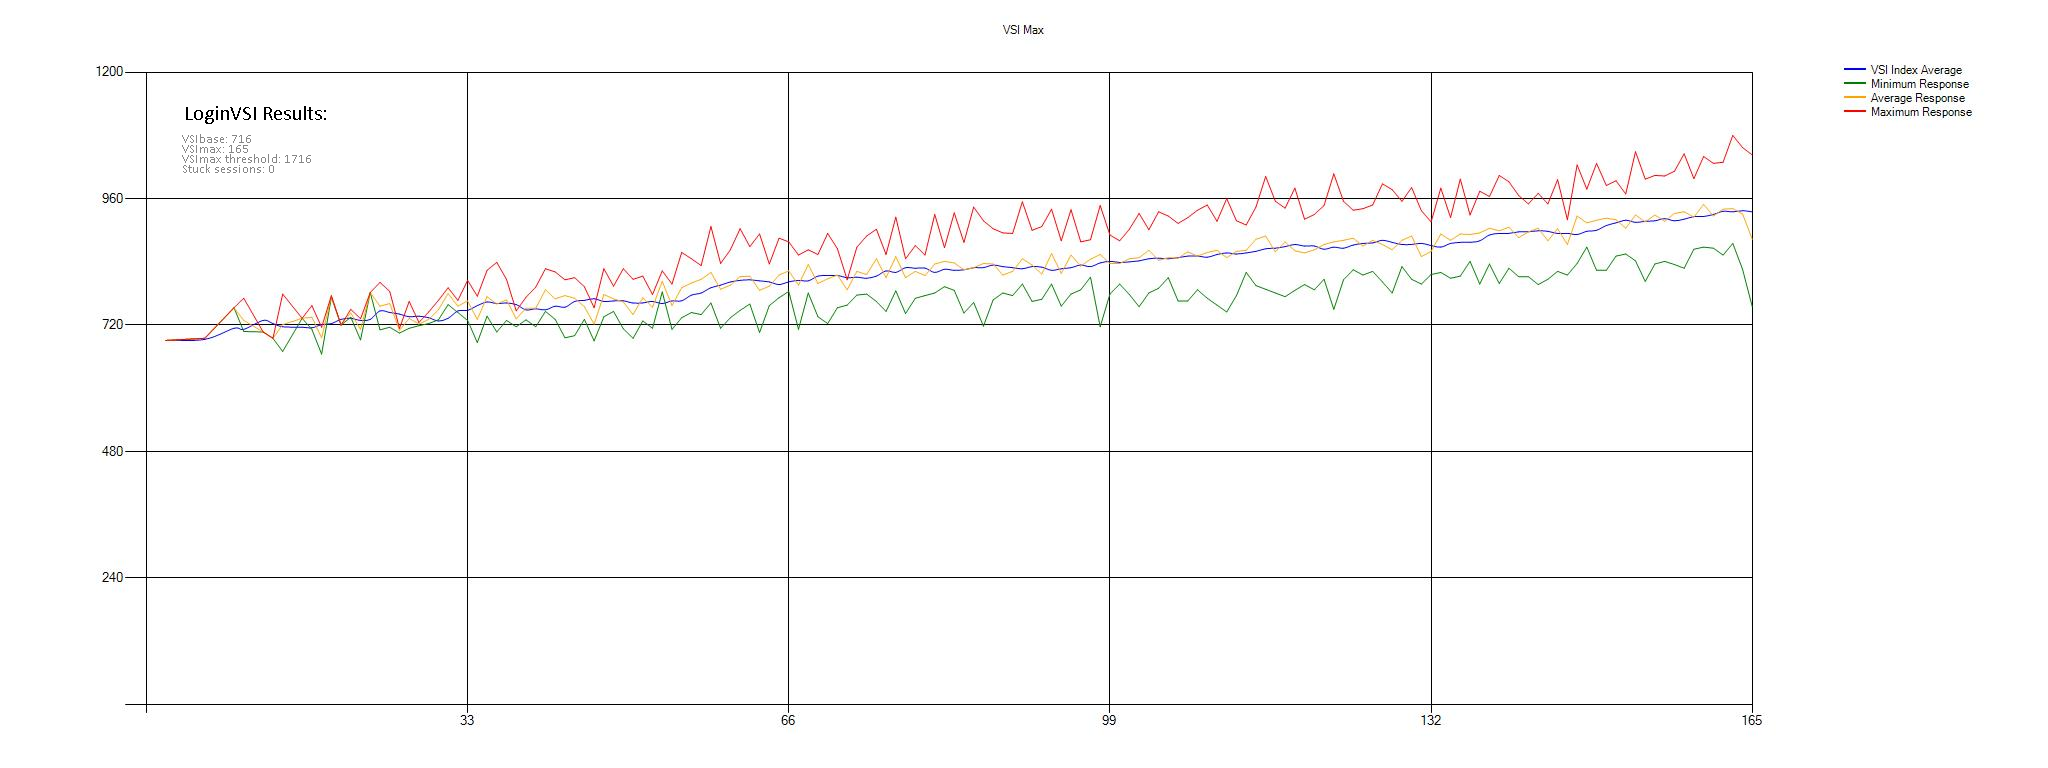 VSI Max
1200
960
720
480
240
LoginVSI Results:
VSIbase: 716
VSImax: 165
VSImax threshold: 1716
Stuck sessions: 0
VSI Index Average
Minimum Response
Average Response
Maximum Response
33 66 99 132 165